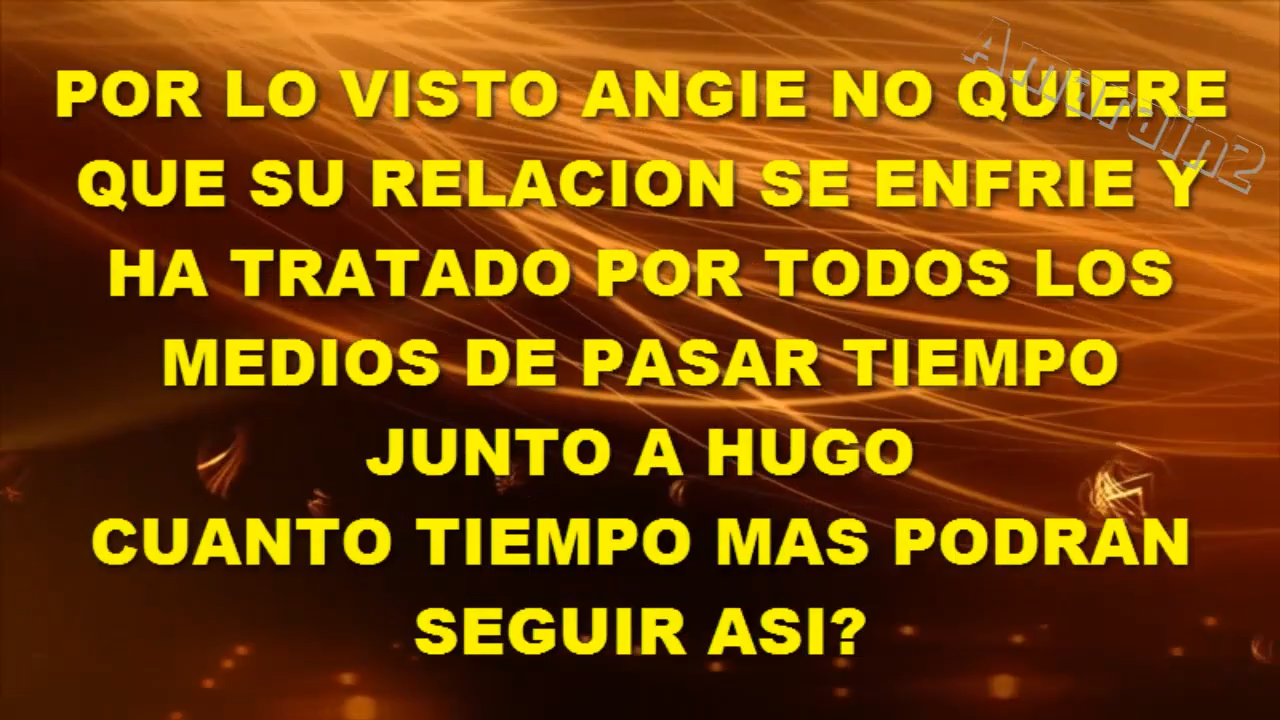 POR LO VISTO ANGIE NO QUIERE
QUE SU RELACION SE ENFRIE Y
HA TRATADO POR TODOS LOS
MEDIOS DE PASAR TIEMPO
JUNTO A HUGO
CUANTO TIEMPO MAS PODRAN
SEGUIR ASI?